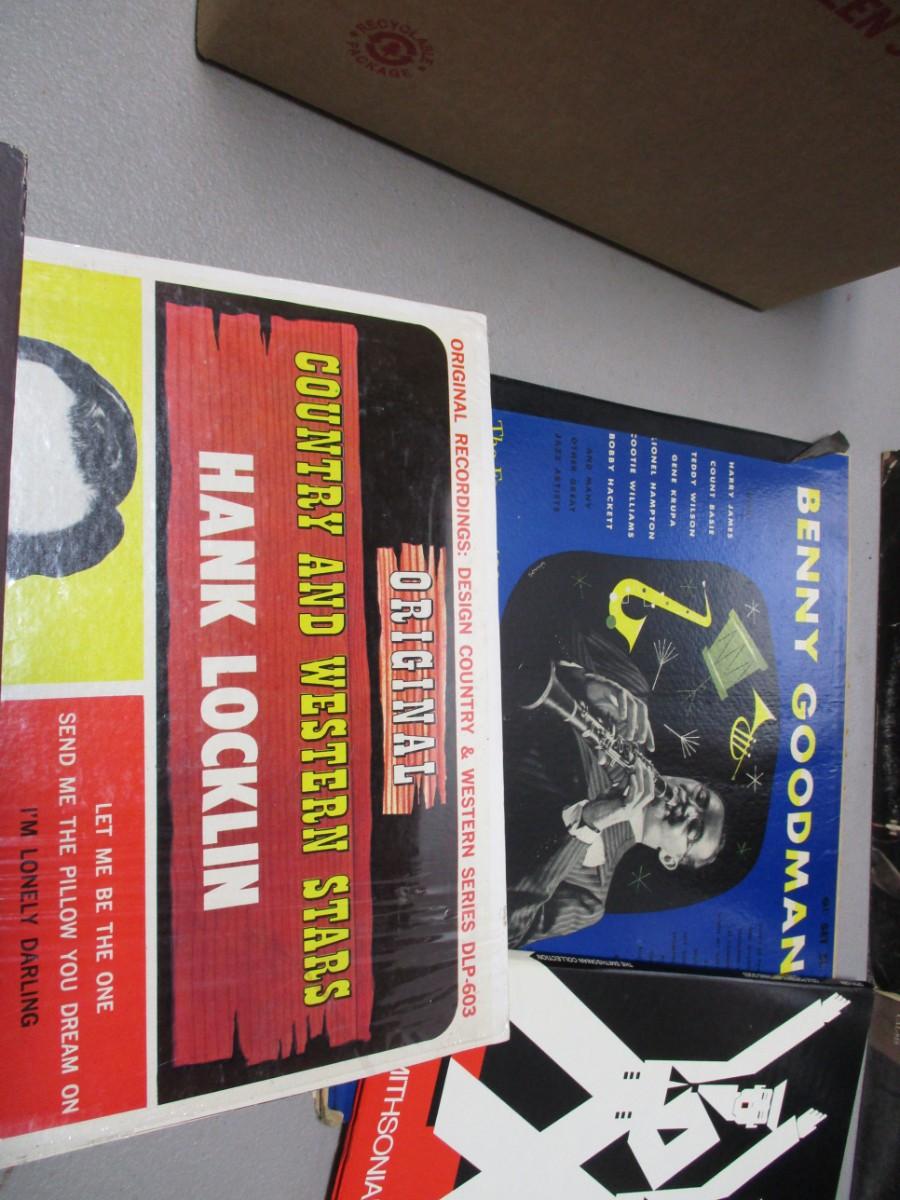 RECYCLABLE
PACKAGE
ORIGINAL RECORDINGS: DESIGN COUNTRY & WESTERN SERIES DLP-603
ORIGINAL
COUNTRY AND WESTERN STARS
HANK LOCKLIN
LET ME BE THE ONE
SEND ME THE PILLOW YOU DREAM ON
I'M LONELY DARLING
BENNY GOODMAN
HARRY JAMES
COUNT BASIE
TEDDY WILSON
GENE KRUPA
LIONEL HAMPTON
COOTIE WILLIAMS
BOBBY HACKETT
AND MANY
OTHER GREAT
JAZZ ARTISTS
THE SMITHSONIAN COLLECTION
MITHSONIA